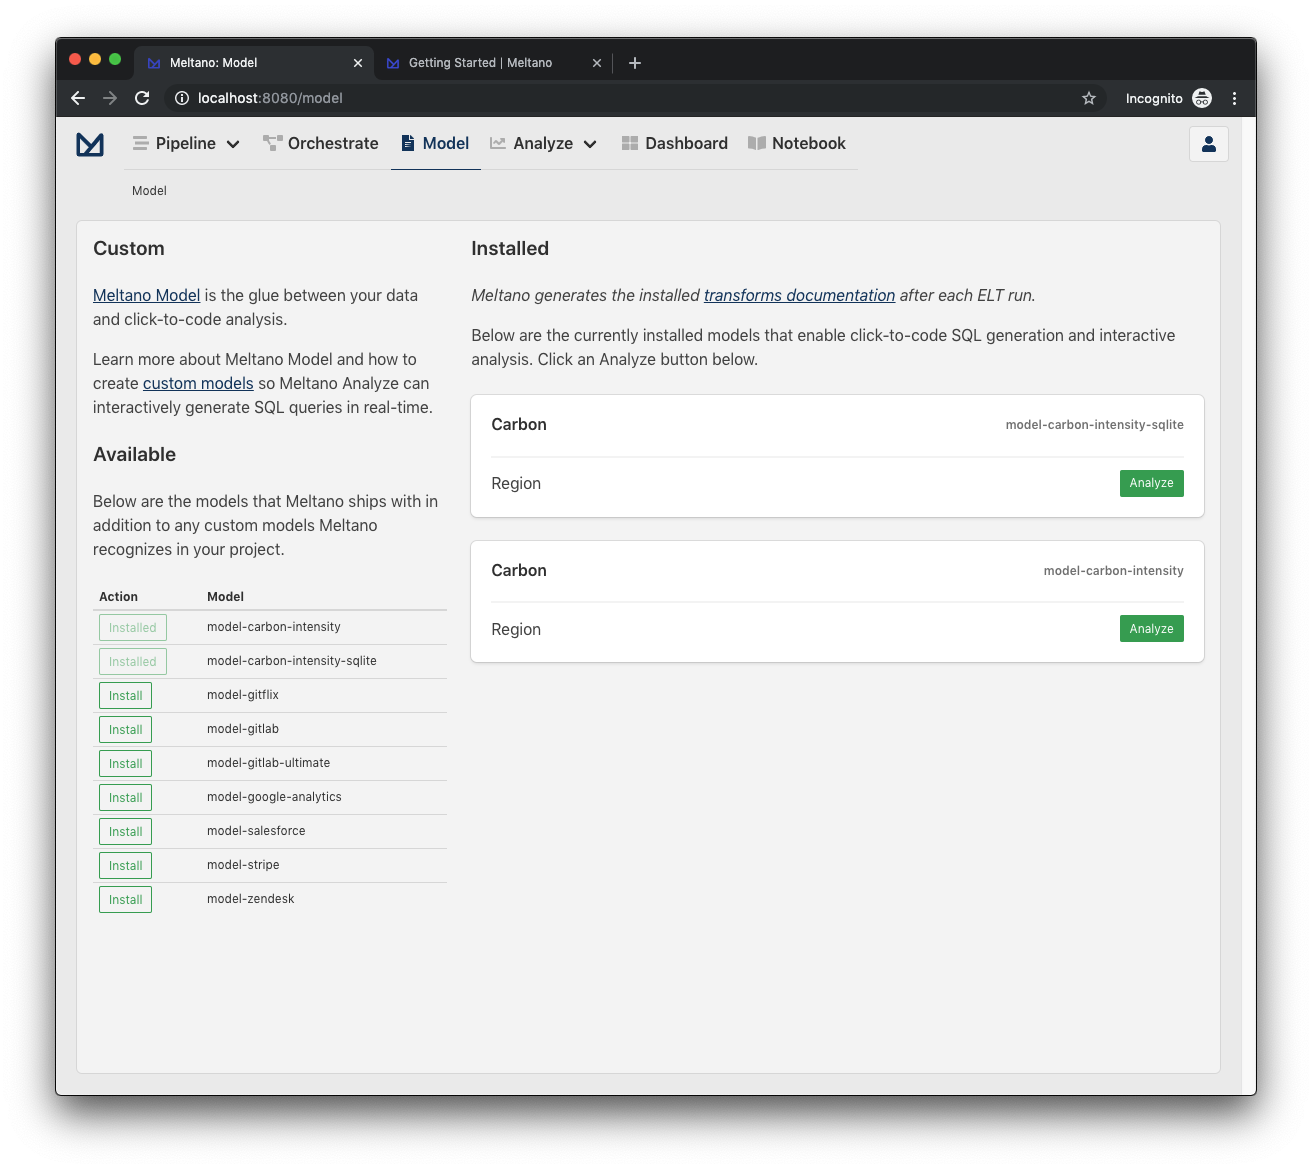 Meltano: Model
Getting Started | Meltano
localhost:8080/model
Incognito
Pipeline
Orchestrate
Model
Analyze
Dashboard
Notebook
Model
Custom
Meltano Model is the glue between your data
and click-to-code analysis.
Learn more about Meltano Model and how to
create custom models so Meltano Analyze can
interactively generate SQL queries in real-time.
Available
Below are the models that Meltano ships with in
addition to any custom models Meltano
recognizes in your project.
Action Model
Installed model-carbon-intensity
Installed model-carbon-intensity-sqlite
Install model-gitflix
Install model-gitlab
Install model-gitlab-ultimate
Install model-google-analytics
Install model-salesforce
Install model-stripe
Install model-zendesk
Installed
Meltano generates the installed transforms documentation after each ELT run.
Below are the currently installed models that enable click-to-code SQL generation and interactive
analysis. Click an Analyze button below.
Carbon model-carbon-intensity-sqlite
Region Analyze
Carbon model-carbon-intensity
Region Analyze